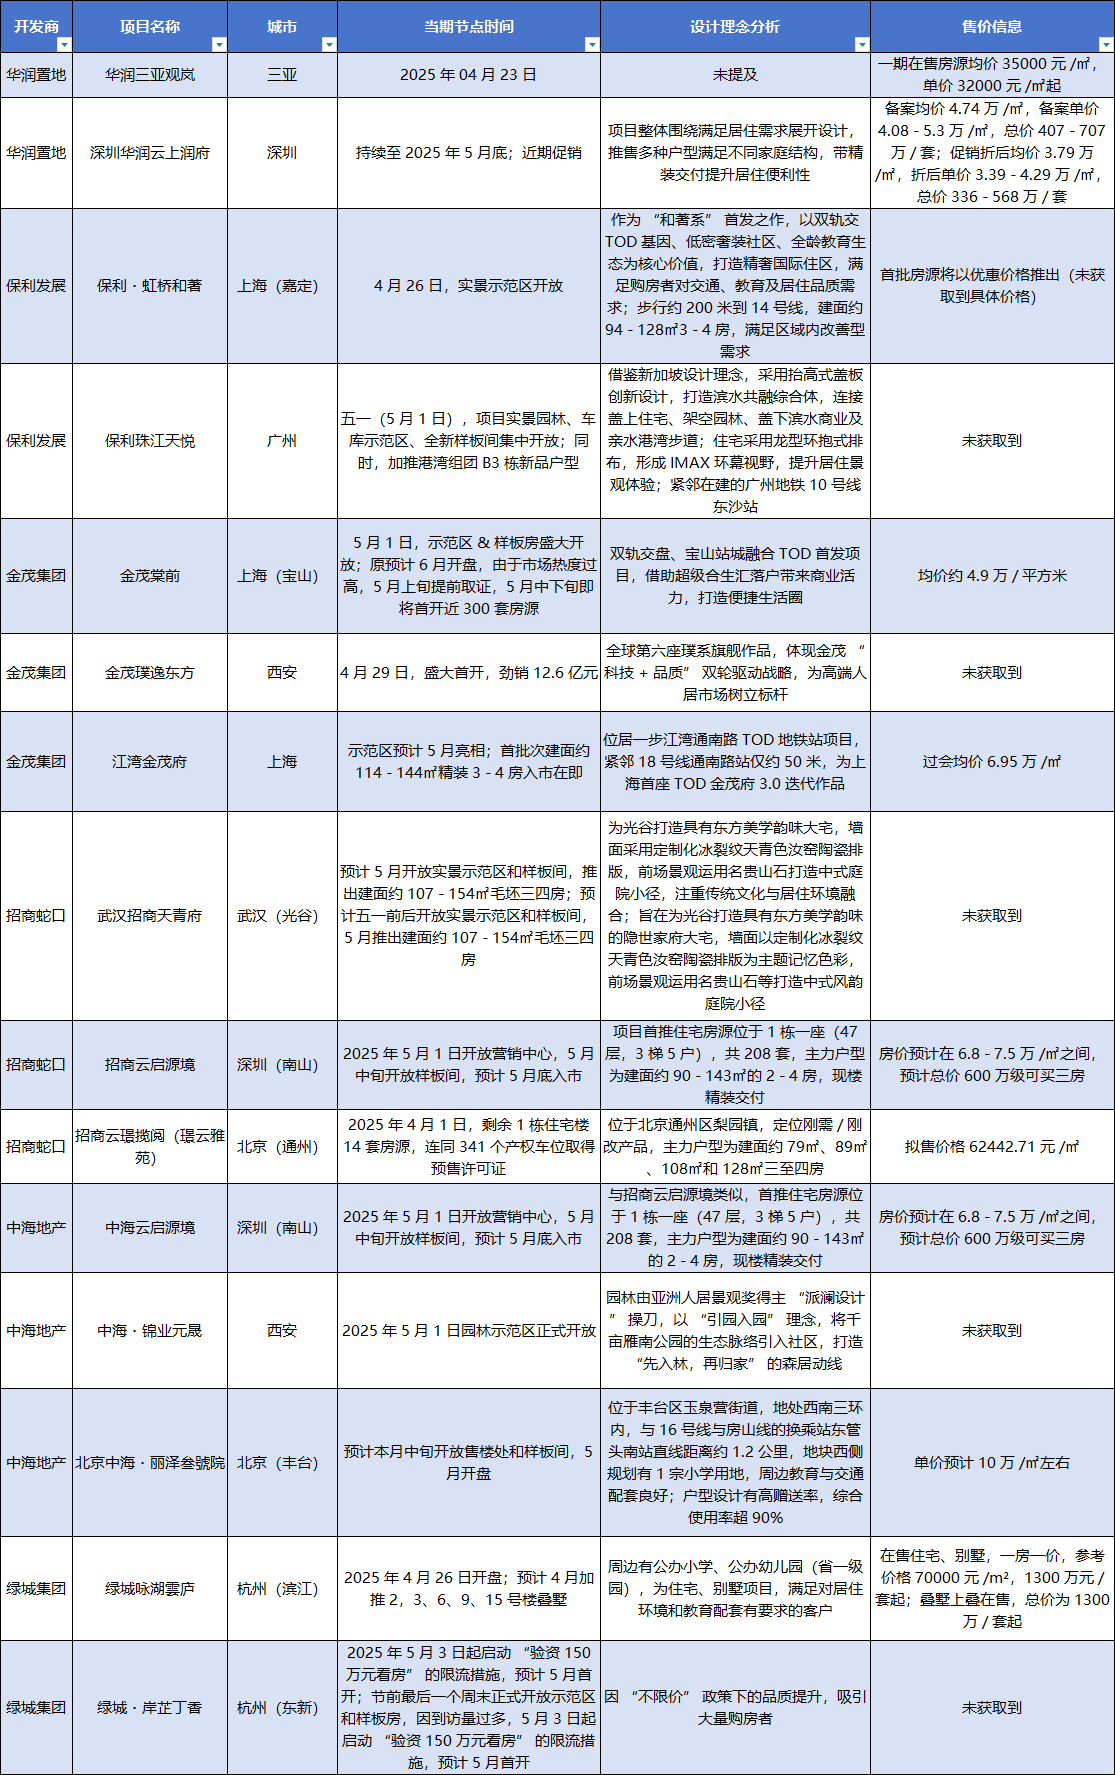 开发商 项目名称 城市 当期节点时间 设计理念分析 售价信息
华润置地
华润三亚观岚
三亚
2025 年 04 月 23 日
未提及
一期在售房源均价 35000 元 /㎡，
单价 32000 元 /㎡起
华润置地
深圳华润云上润府
深圳
持续至 2025 年 5 月底；近期促销
项目整体围绕满足居住需求展开设计，
推售多种户型满足不同家庭结构，带精
装交付提升居住便利性
备案均价 4.74 万 /㎡，备案单价
4.08 - 5.3 万 /㎡，总价 407 - 707
万 / 套；促销折后均价 3.79 万
/㎡，折后单价 3.39 - 4.29 万 /㎡，
总价 336 - 568 万 / 套
保利发展
保利・虹桥和著
上海（嘉定）
4 月 26 日，实景示范区开放
作为 “和著系” 首发之作，以双轨交
TOD 基因、低密奢装社区、全龄教育生
态为核心价值，打造精奢国际住区，满
足购房者对交通、教育及居住品质需
求；步行约 200 米到 14 号线，建面约
94 - 128㎡3 - 4 房，满足区域内改善型
需求
首批房源将以优惠价格推出（未获
取到具体价格）
保利发展
保利珠江天悦
广州
五一（5 月 1 日），项目实景园林、车
库示范区、全新样板间集中开放；同
时，加推港湾组团 B3 栋新品户型
借鉴新加坡设计理念，采用抬高式盖板
创新设计，打造滨水共融综合体，连接
盖上住宅、架空园林、盖下滨水商业及
亲水港湾步道；住宅采用龙型环抱式排
布，形成 IMAX 环幕视野，提升居住景
观体验；紧邻在建的广州地铁 10 号线
东沙站
未获取到
金茂集团
金茂棠前
上海（宝山）
5 月 1 日，示范区 & 样板房盛大开
放；原预计 6 月开盘，由于市场热度过
高，5 月上旬提前取证，5 月中下旬即
将首开近 300 套房源
双轨交盘、宝山站城融合 TOD 首发项
目，借助超级合生汇落户带来商业活
力，打造便捷生活圈
均价约 4.9 万 / 平方米
金茂集团
金茂璞逸东方
西安
4 月 29 日，盛大首开，劲销 12.6 亿元
全球第六座璞系旗舰作品，体现金茂 “
科技 + 品质” 双轮驱动战略，为高端人
居市场树立标杆
未获取到
金茂集团
江湾金茂府
上海
示范区预计 5 月亮相；首批次建面约
114 - 144㎡精装 3 - 4 房入市在即
位居一步江湾通南路 TOD 地铁站项目，
紧邻 18 号线通南路站仅约 50 米，为上
海首座 TOD 金茂府 3.0 迭代作品
过会均价 6.95 万 /㎡
招商蛇口
武汉招商天青府
武汉（光谷）
预计 5 月开放实景示范区和样板间，推
出建面约 107 - 154㎡毛坯三四房；预
计五一前后开放实景示范区和样板间，
5 月推出建面约 107 - 154㎡毛坯三四
房
为光谷打造具有东方美学韵味大宅，墙
面采用定制化冰裂纹天青色汝窑陶瓷排
版，前场景观运用名贵山石打造中式庭
院小径，注重传统文化与居住环境融
合；旨在为光谷打造具有东方美学韵味
的隐世家府大宅，墙面以定制化冰裂纹
天青色汝窑陶瓷排版为主题记忆色彩，
前场景观运用名贵山石等打造中式风韵
庭院小径
未获取到
招商蛇口
招商云启源境
深圳（南山）
2025 年 5 月 1 日开放营销中心，5 月
中旬开放样板间，预计 5 月底入市
项目首推住宅房源位于 1 栋一座（47
层，3 梯 5 户），共 208 套，主力户型
为建面约 90 - 143㎡的 2 - 4 房，现楼
精装交付
房价预计在 6.8 - 7.5 万 /㎡之间，
预计总价 600 万级可买三房
招商蛇口
招商云璟揽阅（璟云雅
苑）
北京（通州）
2025 年 4 月 1 日，剩余 1 栋住宅楼
14 套房源，连同 341 个产权车位取得
预售许可证
位于北京通州区梨园镇，定位刚需 / 刚
改产品，主力户型为建面约 79㎡、89㎡
、108㎡和 128㎡三至四房
拟售价格 62442.71 元 /㎡
中海地产
中海云启源境
深圳（南山）
2025 年 5 月 1 日开放营销中心，5 月
中旬开放样板间，预计 5 月底入市
与招商云启源境类似，首推住宅房源位
于 1 栋一座（47 层，3 梯 5 户），共
208 套，主力户型为建面约 90 - 143㎡
的 2 - 4 房，现楼精装交付
房价预计在 6.8 - 7.5 万 /㎡之间，
预计总价 600 万级可买三房
中海地产
中海・锦业元晟
西安
2025 年 5 月 1 日园林示范区正式开放
园林由亚洲人居景观奖得主 “派澜设计
” 操刀，以 “引园入园” 理念，将千
亩雁南公园的生态脉络引入社区，打造
“先入林，再归家” 的森居动线
未获取到
中海地产
北京中海・丽泽叁號院
北京（丰台）
预计本月中旬开放售楼处和样板间，5
月开盘
位于丰台区玉泉营街道，地处西南三环
内，与 16 号线与房山线的换乘站东管
头南站直线距离约 1.2 公里，地块西侧
规划有 1 宗小学用地，周边教育与交通
配套良好；户型设计有高赠送率，综合
使用率超 90%
单价预计 10 万 /㎡左右
绿城集团
绿城咏湖雲庐
杭州（滨江）
2025 年 4 月 26 日开盘；预计 4 月加
推 2，3、6、9、15 号楼叠墅
周边有公办小学、公办幼儿园（省一级
园），为住宅、别墅项目，满足对居住
环境和教育配套有要求的客户
在售住宅、别墅，一房一价，参考
价格 70000 元 /m²，1300 万元 /
套起；叠墅上叠在售，总价为 1300
万 / 套起
绿城集团
绿城・岸芷丁香
杭州（东新）
2025 年 5 月 3 日起启动 “验资 150
万元看房” 的限流措施，预计 5 月首
开；节前最后一个周末正式开放示范区
和样板房，因到访量过多，5 月 3 日起
启动 “验资 150 万元看房” 的限流措
施，预计 5 月首开
因 “不限价” 政策下的品质提升，吸引
大量购房者
未获取到